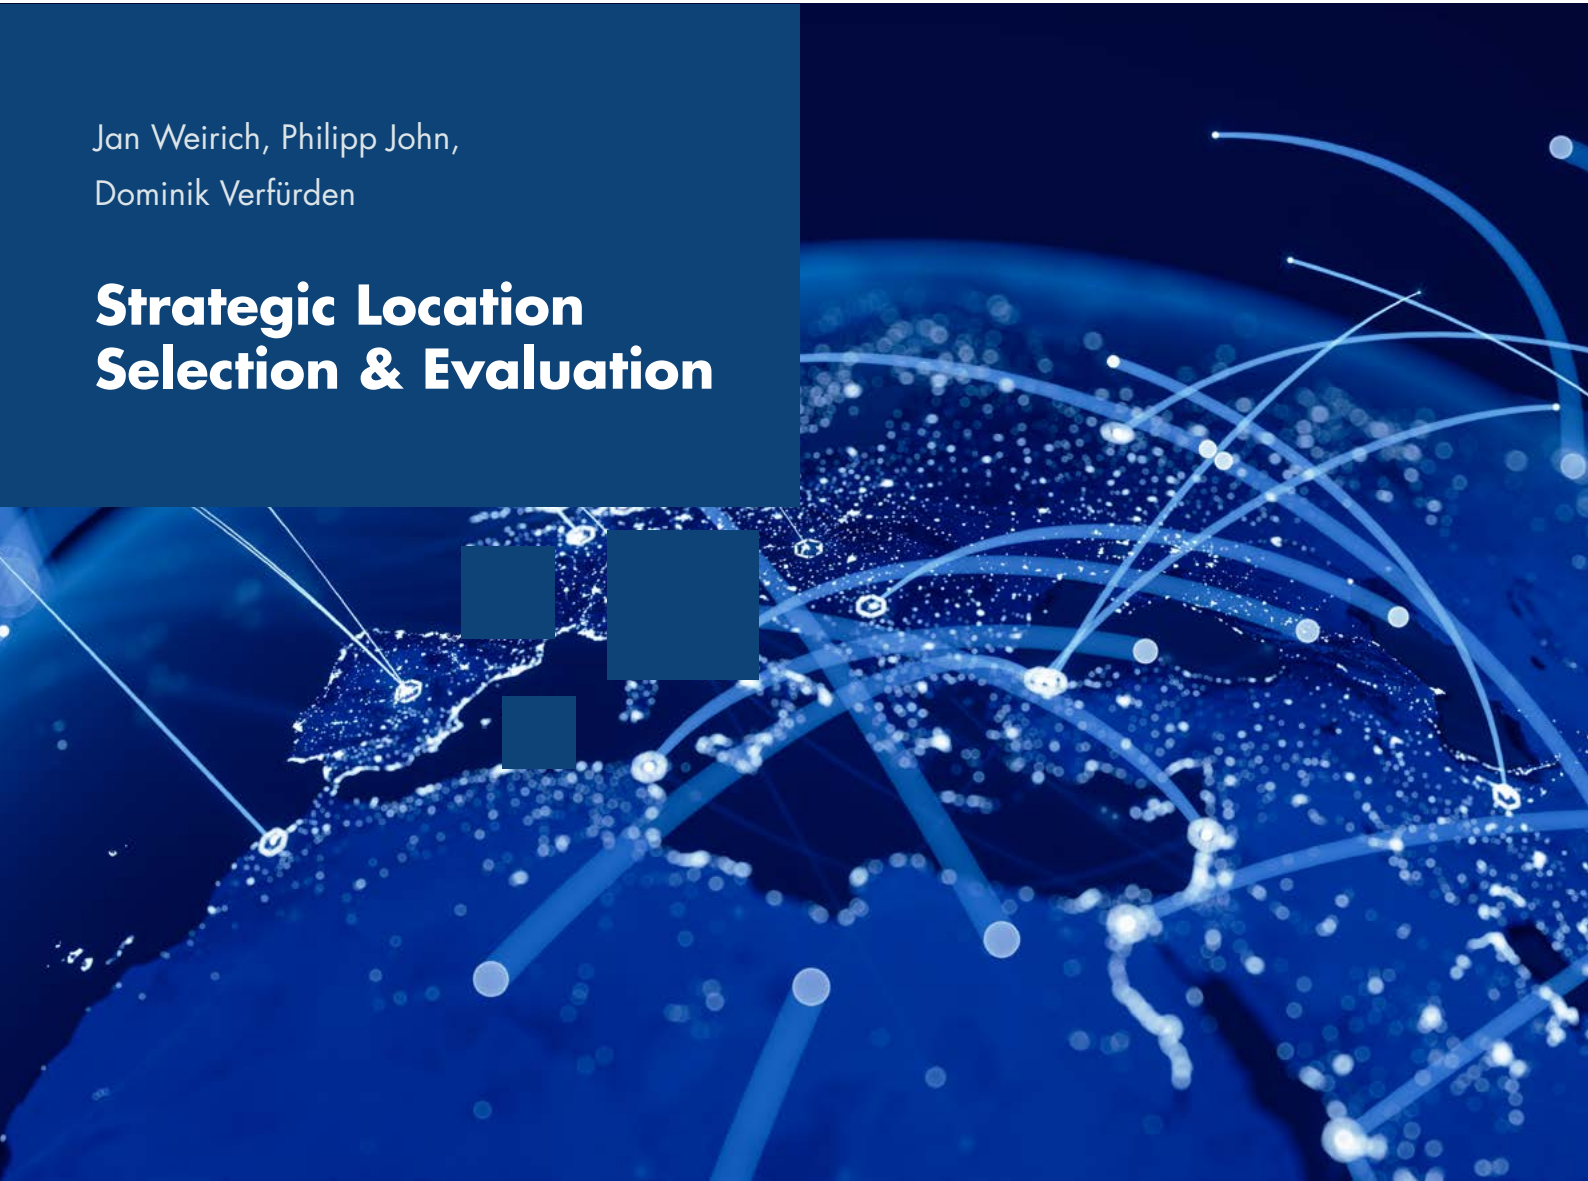 Jan Weirich, Philipp John,
Dominik Verfürden
Strategic Location
Selection & Evaluation